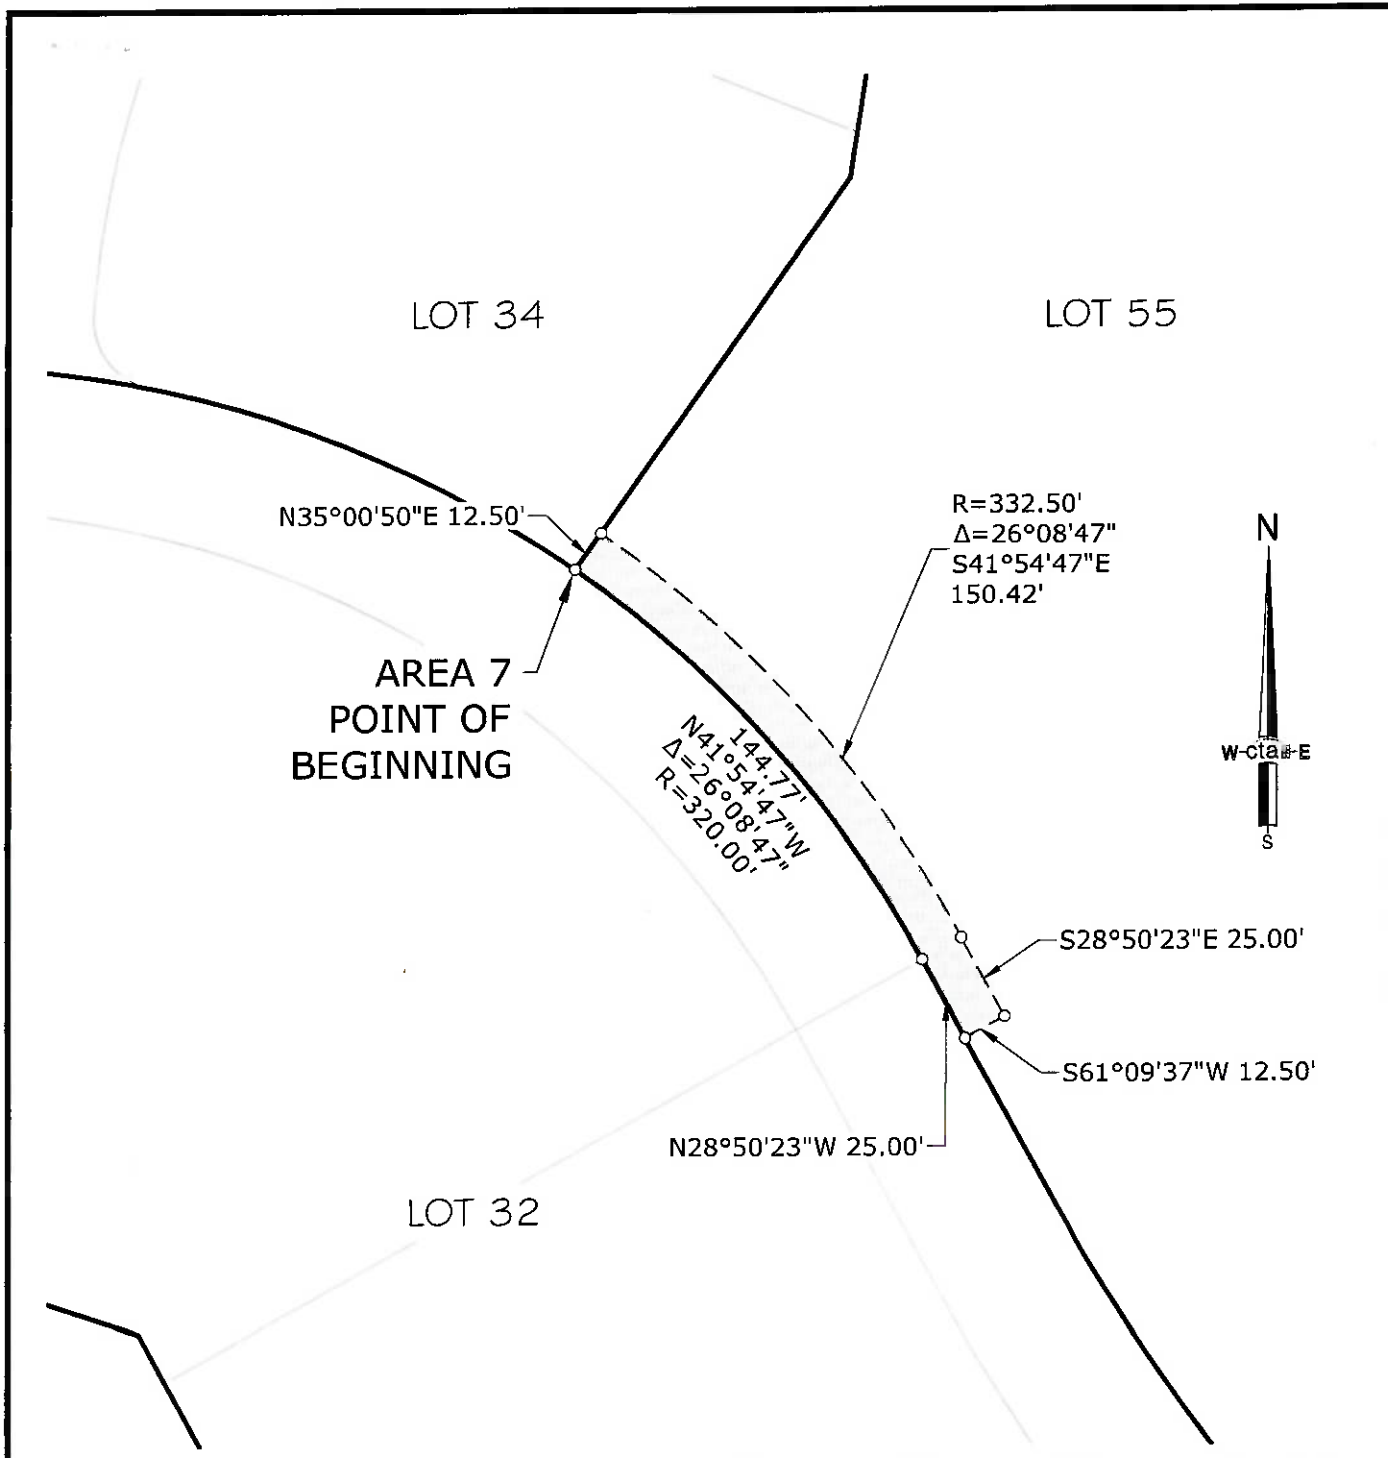 LOT 34
LOT 55
N35°00'50"E 12.50'
R=332.50'
Δ=26°08'47"
S41°54'47"E
150.42'
N
W-cta-E
S
AREA 7
POINT OF
BEGINNING
144.77'
N41°54'47"W
Δ=26°08'47"
R=320.00'
S28°50'23"E 25.00'
S61°09'37"W 12.50'
N28°50'23"W 25.00'
LOT 32